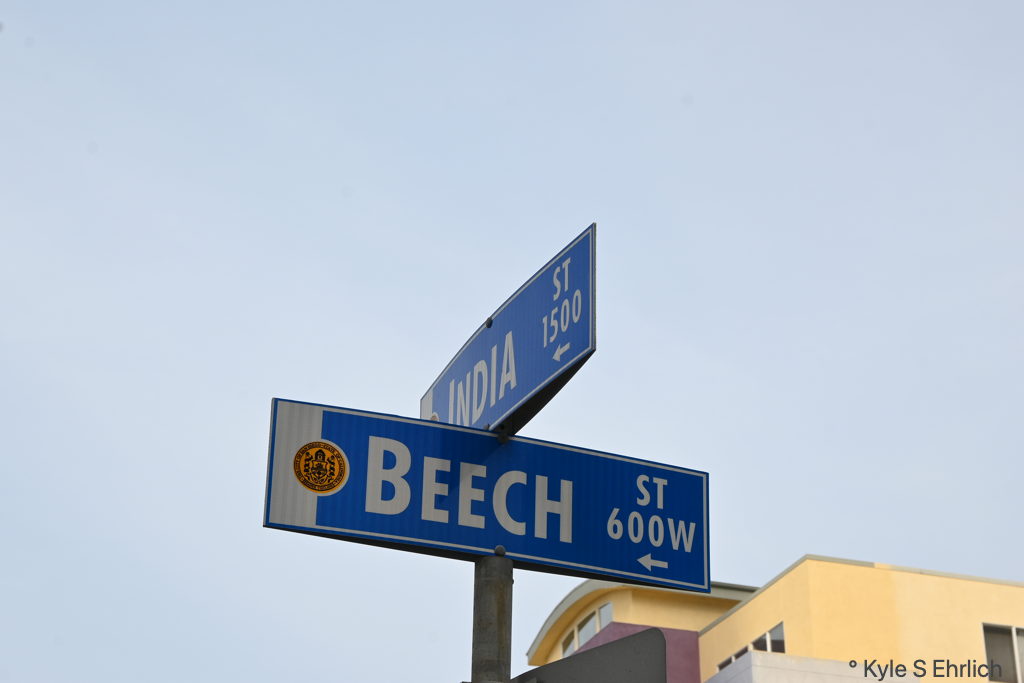 INDIA
ST
1500
BEECH
ST
600W
° Kyle S Ehrlich